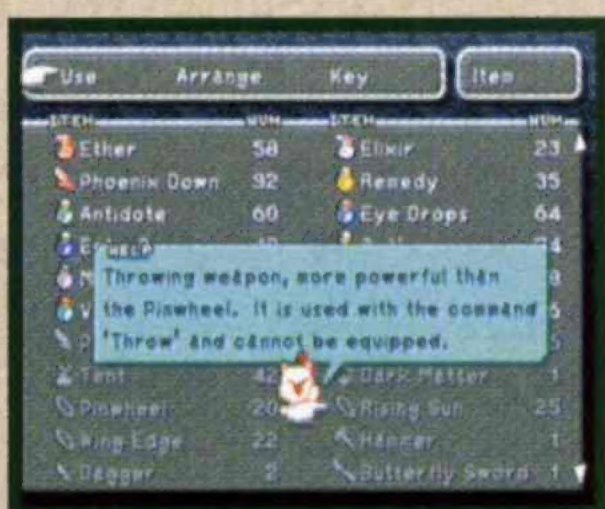 Use Arrange Key Item
ITEM NUM ITEM NUM
Ether 58 Elixir 23
Phoenix Down 92 Remedy 35
Antidote 60 Eye Drops 64
HELP
Throwing weapon, more powerful than
the Pinwheel. It is used with the command
'Throw' and cannot be equipped.
Tent 42 Dark Matter 1
Pinwheel 20 Rising Sun 25
Wing Edge 22 Hammer 1
Dagger 2 Butterfly Sword 1